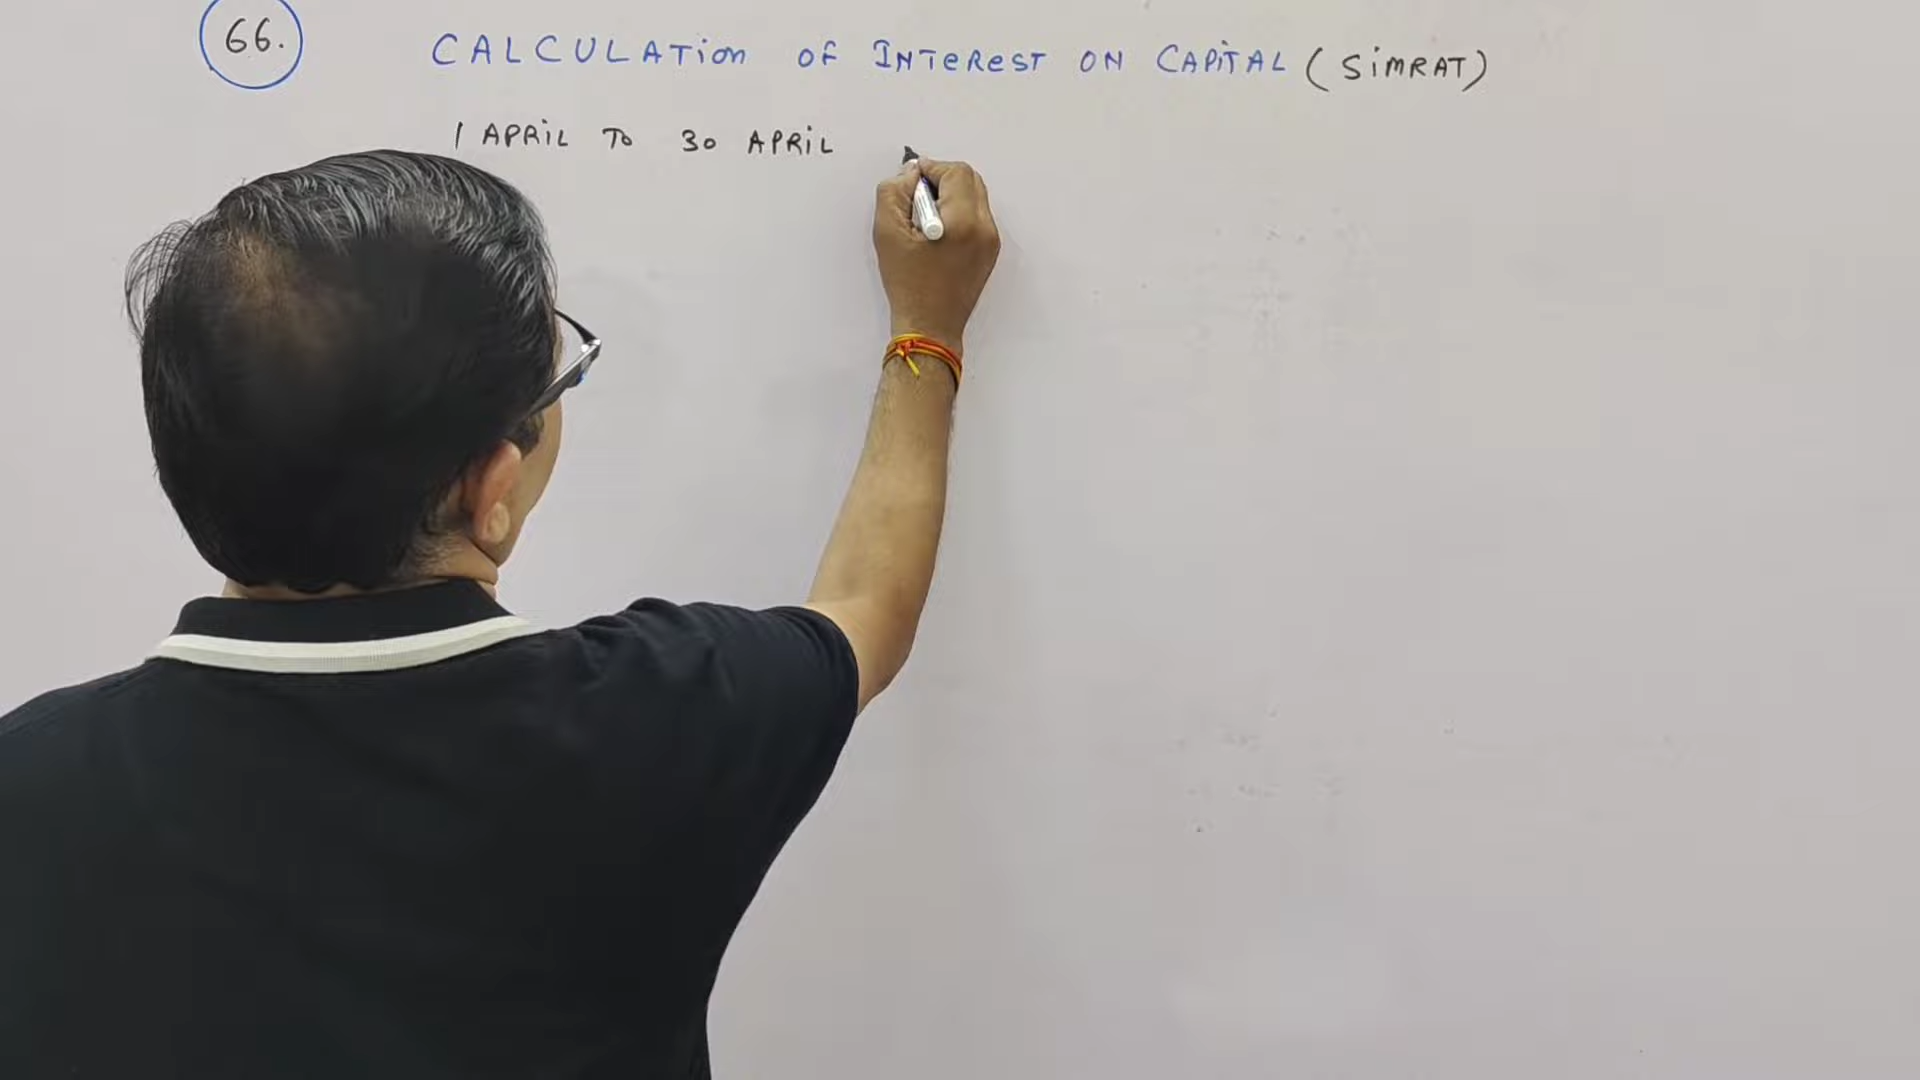 66. CALCULATion of INTereST ON CAPiTAL (SiMRAT)
1 APRiL To 30 APRiL